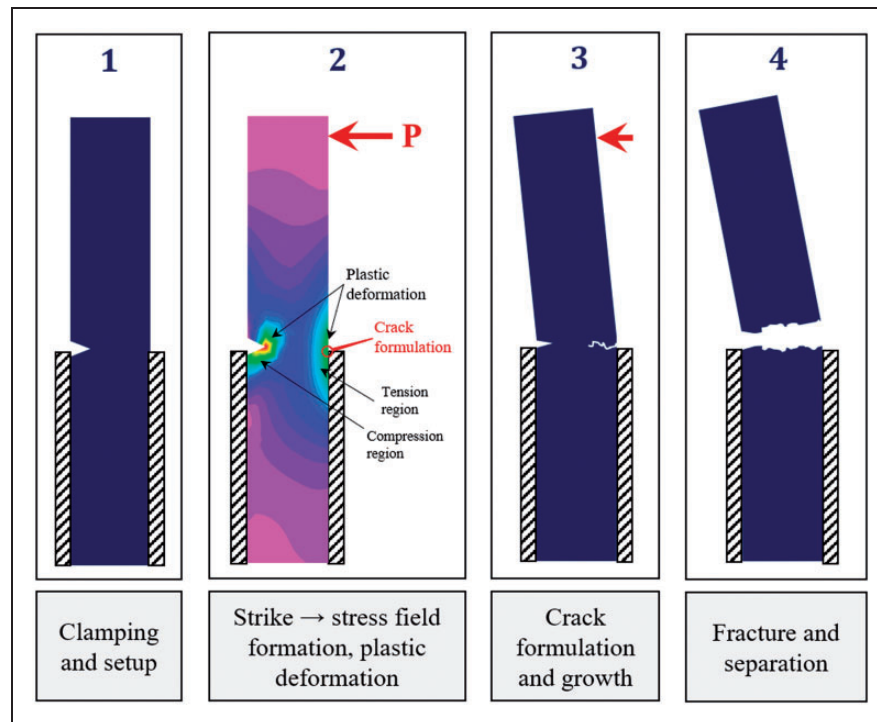 1
2
3
4
P
Plastic
deformation
Crack
formulation
Tension
region
Compression
region
Clamping
and setup
Strike → stress field
formation, plastic
deformation
Crack
formulation
and growth
Fracture and
separation